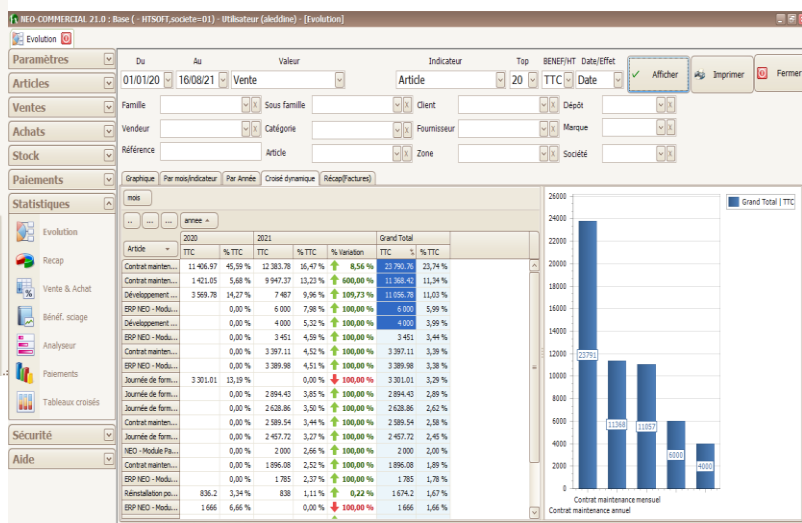 NEO-COMMERCIAL 21.0 : Base ( - HTSOFT,societe=01) - Utilisateur (aleddine) - [Evolution]
Evolution
Paramètres
Articles
Ventes
Achats
Stock
Paiements
Statistiques
Evolution
Recap
Vente & Achat
Bénéf. sciage
Analyseur
Paiements
Tableaux croisés
Sécurité
Aide
Du Au Valeur Indicateur Top BENEF/HT Date/Effet
01/01/20 16/08/21 Vente Article 20 TTC Date Afficher Imprimer Fermer
Famille Sous famille Client Dépôt
Vendeur Catégorie Fournisseur Marque
Référence Article Zone Société
Graphique Par mois/indicateur Par Année Croisé dynamique Récap(Factures)
mois
.. ... ... annee
2020 2021 Grand Total
Article TTC % TTC TTC % TTC % Variation TTC % TTC
Contrat mainten... 11 406.97 45,59 % 12 383.78 16,47 % 8,56 % 23 790.76 23,74 %
Contrat mainten... 1 421.05 5,68 % 9 947.37 13,23 % 600,00 % 11 368.42 11,34 %
Développement ... 3 569.78 14,27 % 7 487 9,96 % 109,73 % 11 056.78 11,03 %
ERP NEO - Modu... 0,00 % 6 000 7,98 % 100,00 % 6 000 5,99 %
Développement ... 0,00 % 4 000 5,32 % 100,00 % 4 000 3,99 %
ERP NEO - Modu... 0,00 % 3 451 4,59 % 100,00 % 3 451 3,44 %
Contrat mainten... 0,00 % 3 397.11 4,52 % 100,00 % 3 397.11 3,39 %
ERP NEO - Modu... 0,00 % 3 389.98 4,51 % 100,00 % 3 389.98 3,38 %
Journée de form... 3 301.01 13,19 % 0,00 % 100,00 % 3 301.01 3,29 %
Journée de form... 0,00 % 2 894.43 3,85 % 100,00 % 2 894.43 2,89 %
Journée de form... 0,00 % 2 628.86 3,50 % 100,00 % 2 628.86 2,62 %
Contrat mainten... 0,00 % 2 589.54 3,44 % 100,00 % 2 589.54 2,58 %
Journée de form... 0,00 % 2 457.72 3,27 % 100,00 % 2 457.72 2,45 %
NEO - Module Pa... 0,00 % 2 000 2,66 % 100,00 % 2 000 2,00 %
Contrat mainten... 0,00 % 1 896.08 2,52 % 100,00 % 1 896.08 1,89 %
ERP NEO - Modu... 0,00 % 1 785 2,37 % 100,00 % 1 785 1,78 %
Réinstallation po... 836.2 3,34 % 838 1,11 % 0,22 % 1 674.2 1,67 %
ERP NEO - Modu... 1 666 6,66 % 0,00 % 100,00 % 1 666 1,66 %
26000
24000
22000
20000
18000
16000
14000
12000
10000
8000
6000
4000
2000
0
23791
11368
11057
6000
4000
Contrat maintenance mensuel
Contrat maintenance annuel
Grand Total | TTC